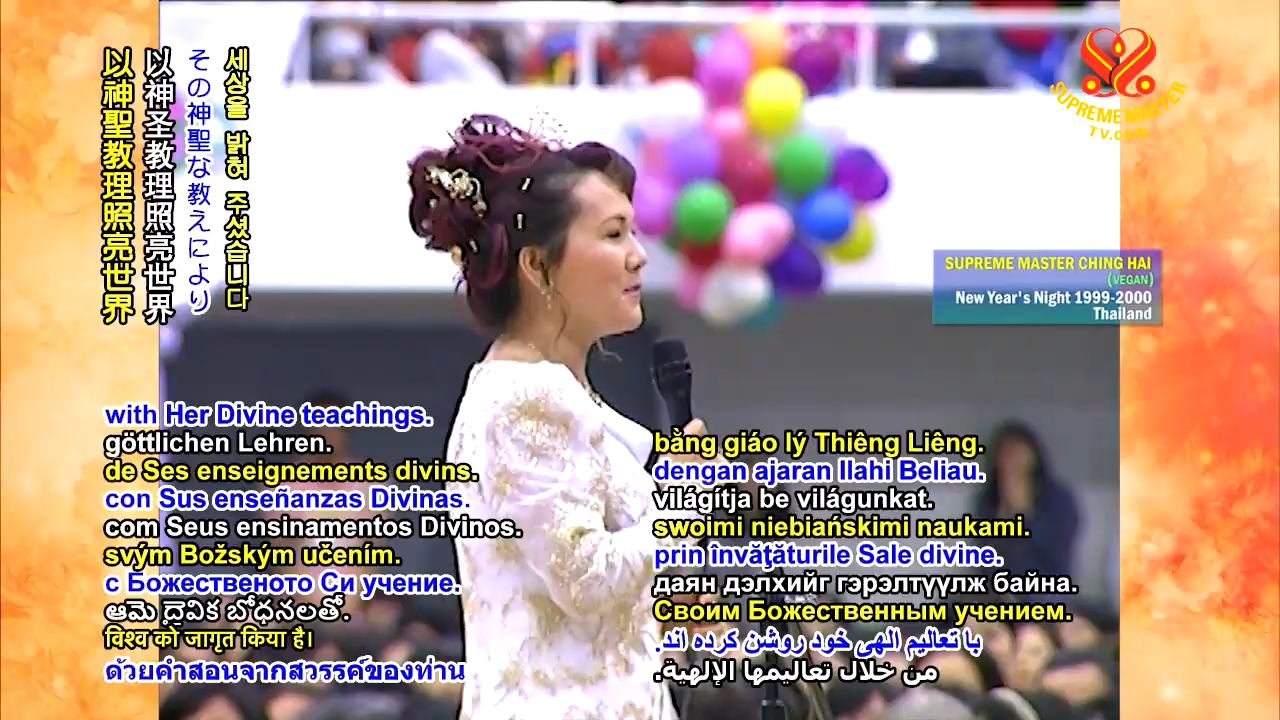 以神聖教理照亮世界
以神圣教理照亮世界
その神聖な教えにより
세상을 밝혀 주셨습니다
SUPREME MASTER
TV.com
SUPREME MASTER CHING HAI
(VEGAN)
New Year's Night 1999-2000
Thailand
with Her Divine teachings.
göttlichen Lehren.
de Ses enseignements divins.
con Sus enseñanzas Divinas.
com Seus ensinamentos Divinos.
svým Božským učením.
с Божественото Си учение.
ఆమె దైవిక బోధనలతో.
विश्व को जागृत किया है।
ด้วยคำสอนจากสวรรค์ของท่าน
bằng giáo lý Thiêng Liêng.
dengan ajaran Ilahi Beliau.
világítja be világunkat.
swoimi niebiańskimi naukami.
prin învăţăturile Sale divine.
даян дэлхийг гэрэлтүүлж байна.
Своим Божественным учением.
با تعالیم الهی خود روشن کرده اند.
من خلال تعاليمها الإلهية.